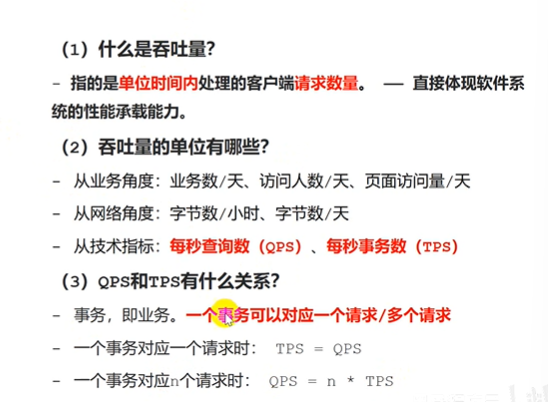 （1）什么是吞吐量？
– 指的是单位时间内处理的客户端请求数量。 —— 直接体现软件系
统的性能承载能力。
（2）吞吐量的单位有哪些？
– 从业务角度：业务数/天、访问人数/天、页面访问量/天
– 从网络角度：字节数/小时、字节数/天
– 从技术指标：每秒查询数（QPS）、每秒事务数（TPS）
（3）QPS和TPS有什么关系？
– 事务，即业务。一个事务可以对应一个请求/多个请求
– 一个事务对应一个请求时： TPS = QPS
– 一个事务对应n个请求时： QPS = n * TPS